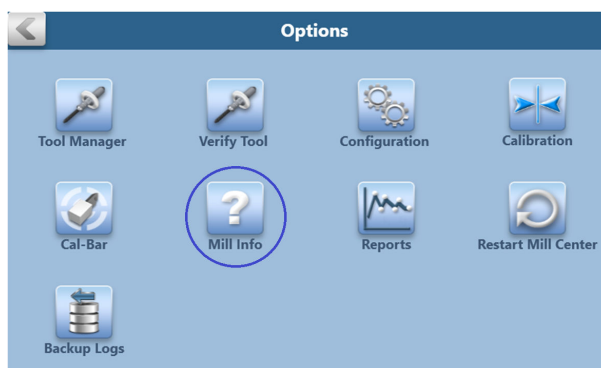 Options
Tool Manager
Verify Tool
Configuration
Calibration
Cal-Bar
?
Mill Info
Reports
Restart Mill Center
Backup Logs